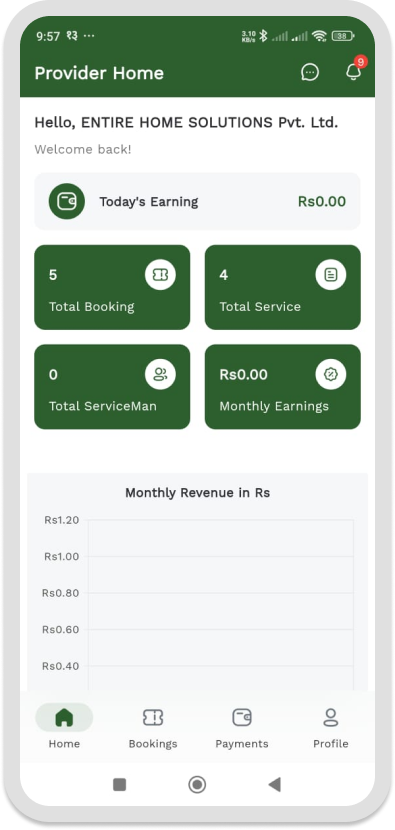 9:57 १३ ···
3.10
KB/s
38
Provider Home
9
Hello, ENTIRE HOME SOLUTIONS Pvt. Ltd.
Welcome back!
Today's Earning Rs0.00
5
Total Booking
4
Total Service
0
Total ServiceMan
Rs0.00
Monthly Earnings
Monthly Revenue in Rs
Rs1.20
Rs1.00
Rs0.80
Rs0.60
Rs0.40
Home Bookings Payments Profile